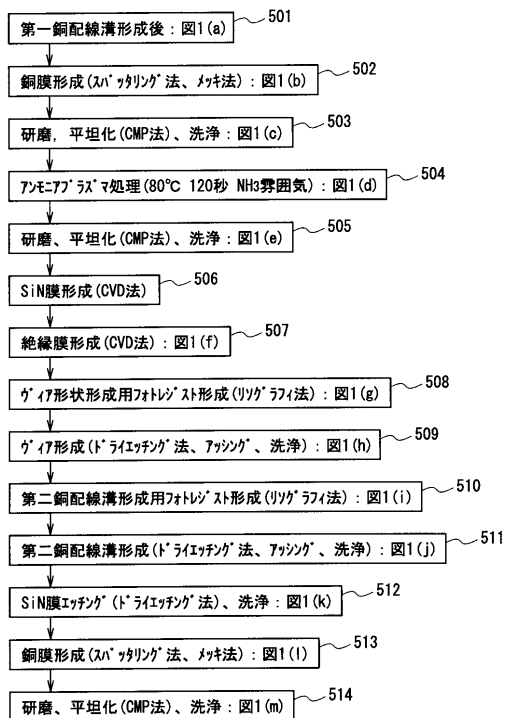 第一銅配線溝形成後：図1(a) 501
銅膜形成(スパッタリング法、メッキ法)：図1(b) 502
研磨，平坦化(CMP法)、洗浄：図1(c) 503
アンモニアプラズマ処理(80℃ 120秒 NH3雰囲気)：図1(d) 504
研磨、平坦化(CMP法)、洗浄：図1(e) 505
SiN膜形成(CVD法) 506
絶縁膜形成(CVD法)：図1(f) 507
ヴィア形状形成用フォトレジスト形成(リソグラフィ法)：図1(g) 508
ヴィア形成(ドライエッチング法、アッシング、洗浄)：図1(h) 509
第二銅配線溝形成用フォトレジスト形成(リソグラフィ法)：図1(i) 510
第二銅配線溝形成(ドライエッチング法、アッシング、洗浄)：図1(j) 511
SiN膜エッチング(ドライエッチング法)、洗浄：図1(k) 512
銅膜形成(スパッタリング法、メッキ法)：図1(l) 513
研磨、平坦化(CMP法)、洗浄：図1(m) 514